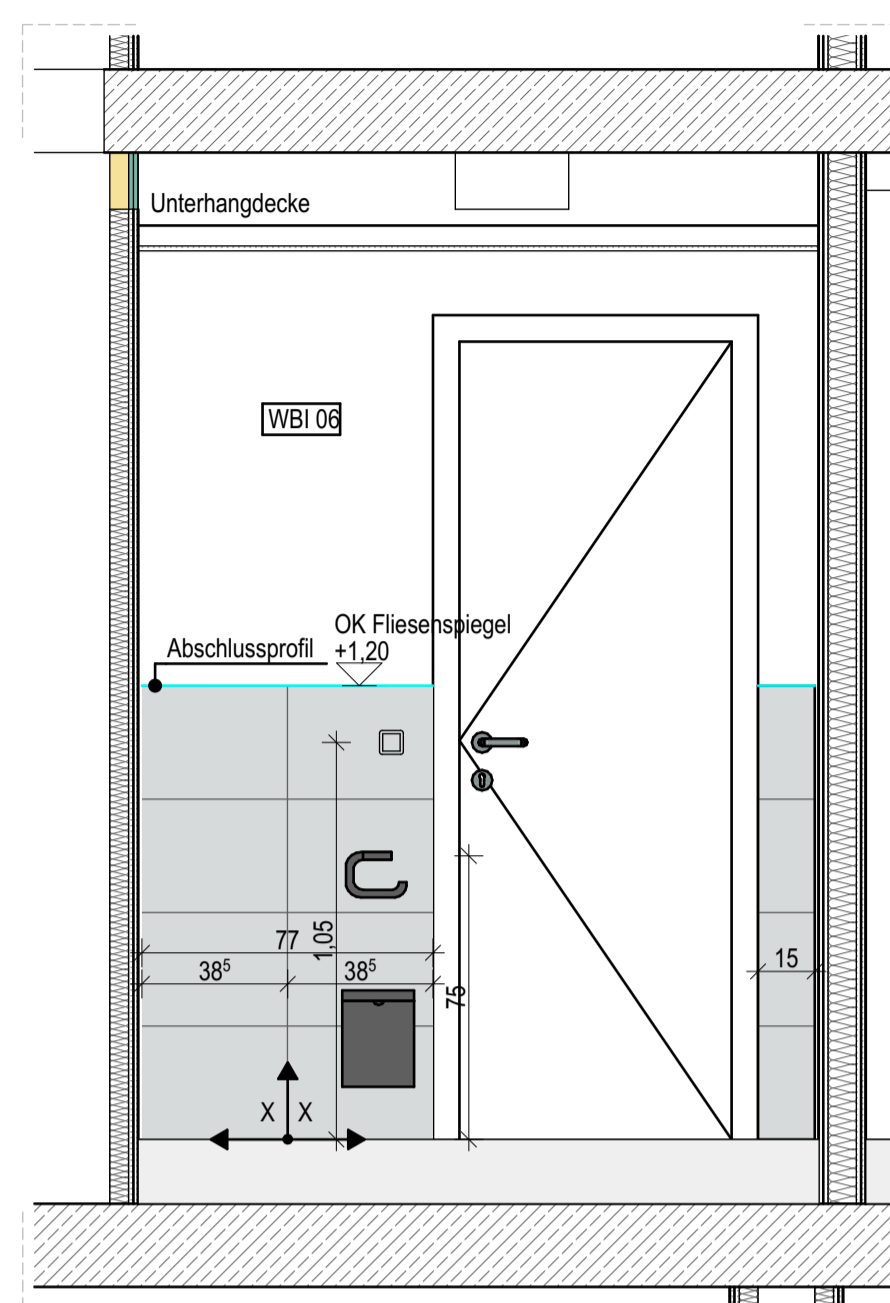 Unterhangdecke
WBI 06
OK Fliesenspiegel
+1,20
Abschlussprofil
77
1,05
38⁵
38⁵
15
75
X X